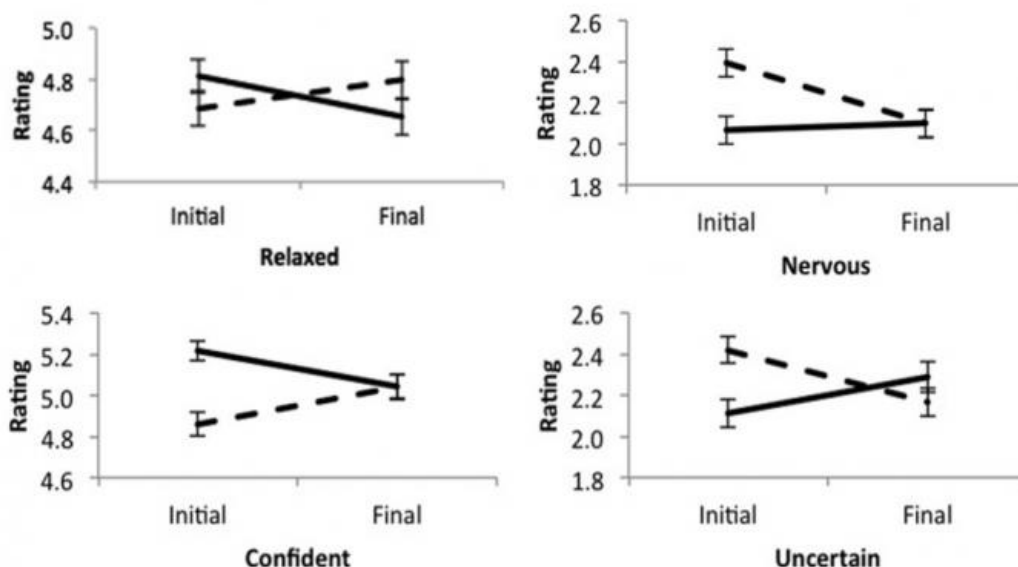 5.0
4.8
4.6
4.4
Rating
Initial
Final
Relaxed
2.6
2.4
2.2
2.0
1.8
Rating
Initial
Final
Nervous
5.4
5.2
5.0
4.8
4.6
Rating
Initial
Final
Confident
2.6
2.4
2.2
2.0
1.8
Rating
Initial
Final
Uncertain